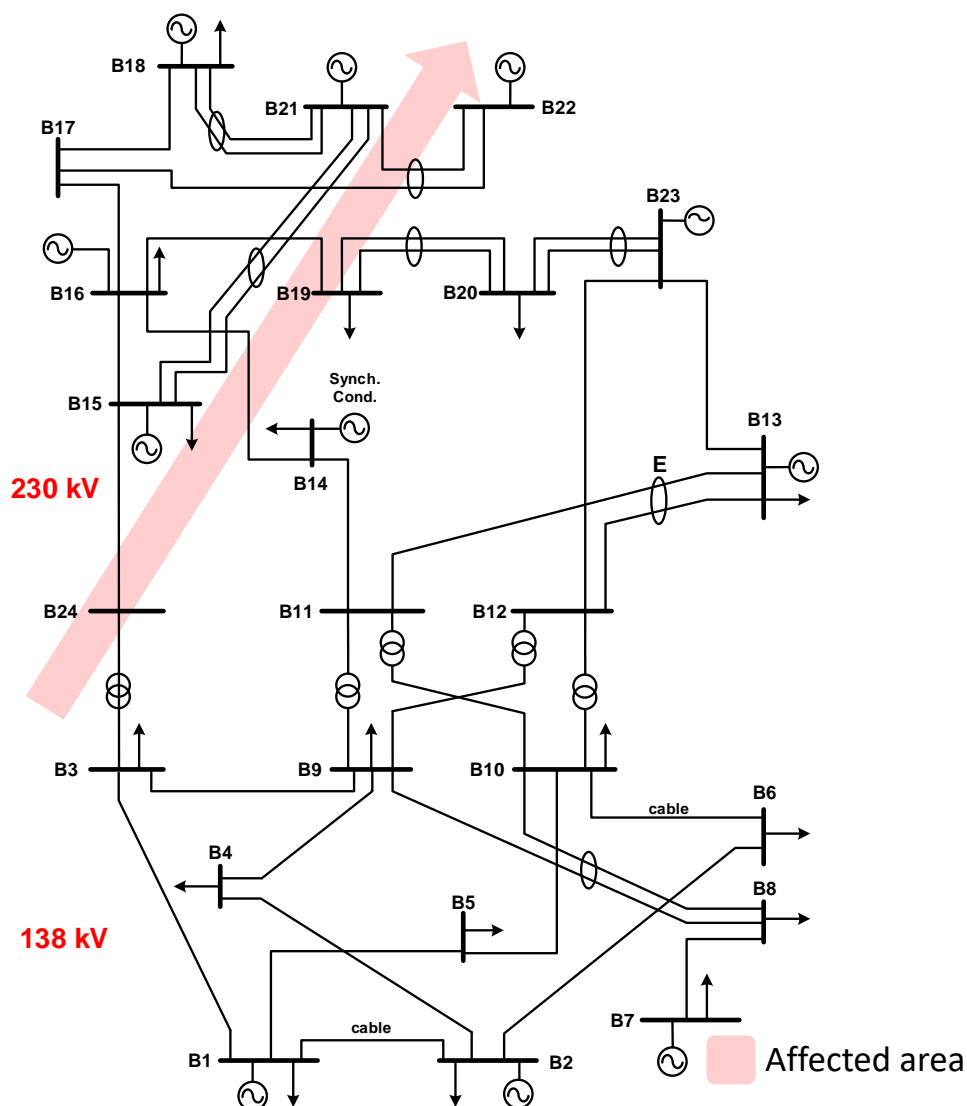 B18
B21
B22
B17
B23
B16
B19
B20
Synch.
Cond.
B15
B13
B14
E
230 kV
B24
B11
B12
B3
B9
B10
B6
cable
B4
B8
B5
138 kV
cable
B7
B1
B2
Affected area